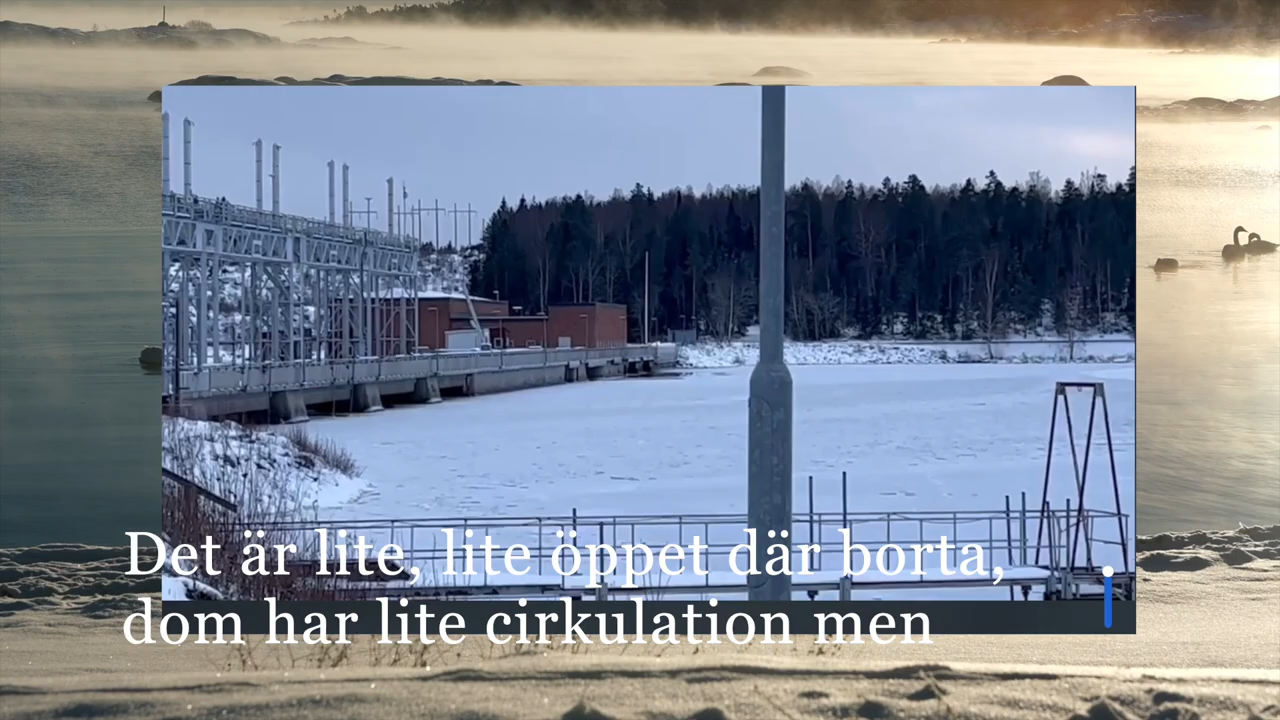 Det är lite, lite öppet där borta,
dom har lite cirkulation men